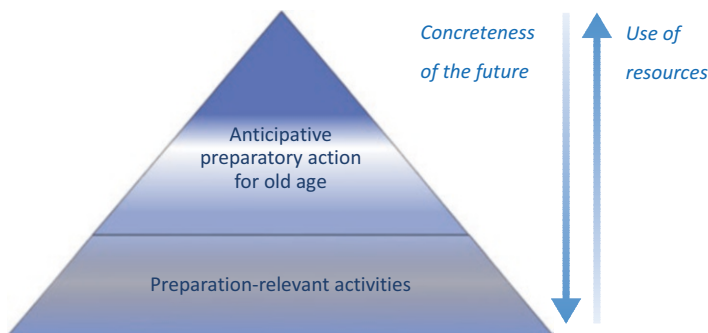 Concreteness
of the future
Use of
resources
Anticipative
preparatory action
for old age
Preparation-relevant activities